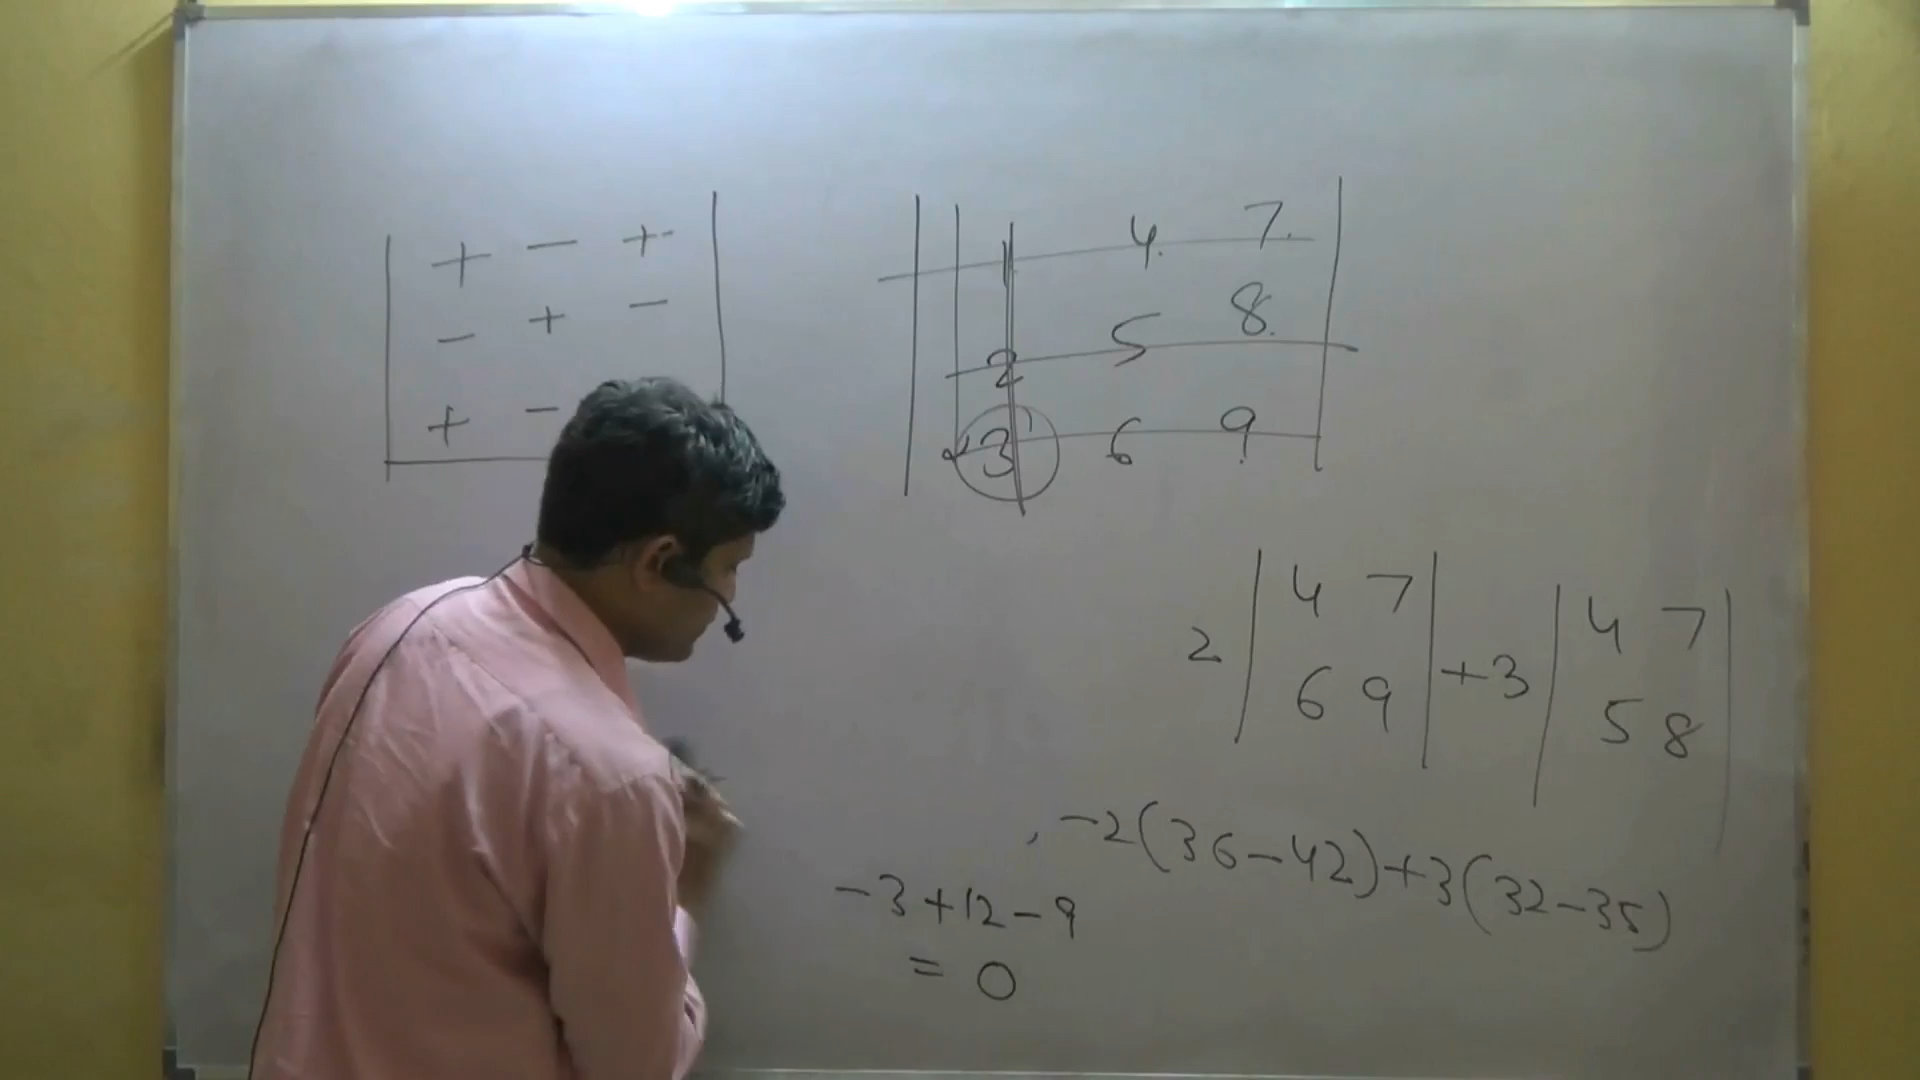 + − +
− + −
+ −
1 4 7
2 5 8
3 6 9
2 | 4 7 | + 3 | 4 7 |
| 6 9 | | 5 8 |
−2(36−42)+3(32−35)
−3+12−9
= 0